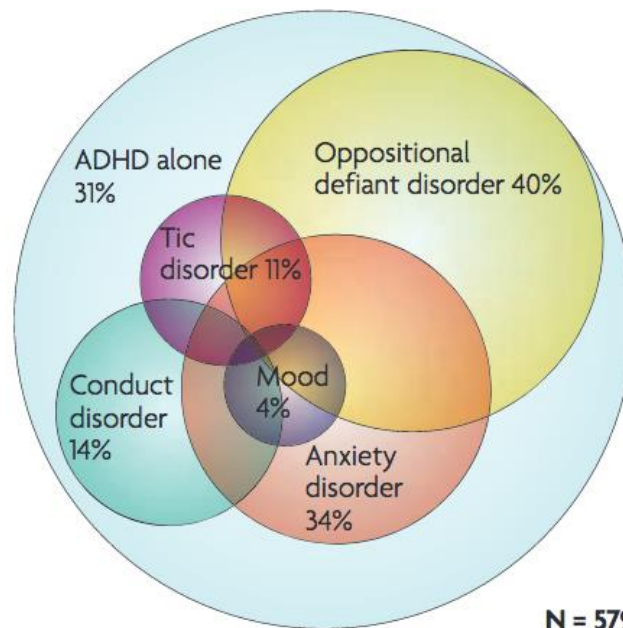 ADHD alone
31%
Oppositional
defiant disorder 40%
Tic
disorder 11%
Mood
4%
Conduct
disorder
14%
Anxiety
disorder
34%
N =